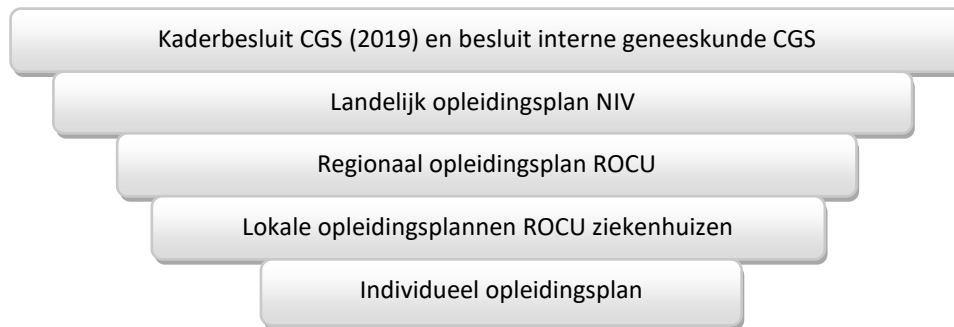 Kaderbesluit CGS (2019) en besluit interne geneeskunde CGS
Landelijk opleidingsplan NIV
Regionaal opleidingsplan ROCU
Lokale opleidingsplannen ROCU ziekenhuizen
Individueel opleidingsplan